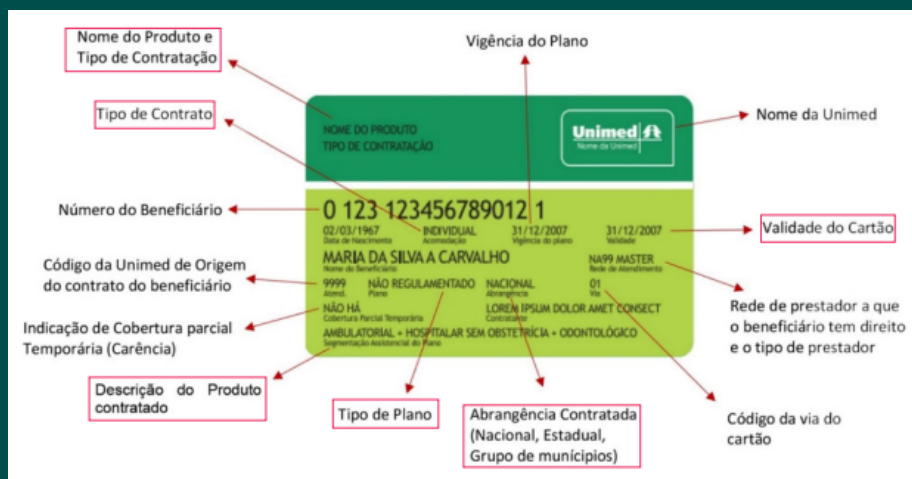 Nome do Produto e
Tipo de Contratação
Vigência do Plano
Tipo de Contrato
Nome da Unimed
NOME DO PRODUTO
TIPO DE CONTRATAÇÃO
Unimed
Nome da Unimed
Número do Beneficiário
0 123 123456789012 1
02/03/1967 INDIVIDUAL 31/12/2007 31/12/2007
Data de Nascimento Acomodação Vigência do plano Validade
Validade do Cartão
MARIA DA SILVA A CARVALHO NA99 MASTER
Nome do Beneficiário Rede de Atendimento
Código da Unimed de Origem
do contrato do beneficiário
9999 NÃO REGULAMENTADO NACIONAL 01
Atend. Plano Abrangência Via
NÃO HÁ LOREM IPSUM DOLOR AMET CONSECT
Cobertura Parcial Temporária Contratante
Rede de prestador a que
o beneficiário tem direito
e o tipo de prestador
Indicação de Cobertura parcial
Temporária (Carência)
AMBULATORIAL + HOSPITALAR SEM OBSTETRÍCIA + ODONTOLÓGICO
Segmentação Assistencial do Plano
Descrição do Produto
contratado
Tipo de Plano
Abrangência Contratada
(Nacional, Estadual,
Grupo de munícipios)
Código da via do
cartão